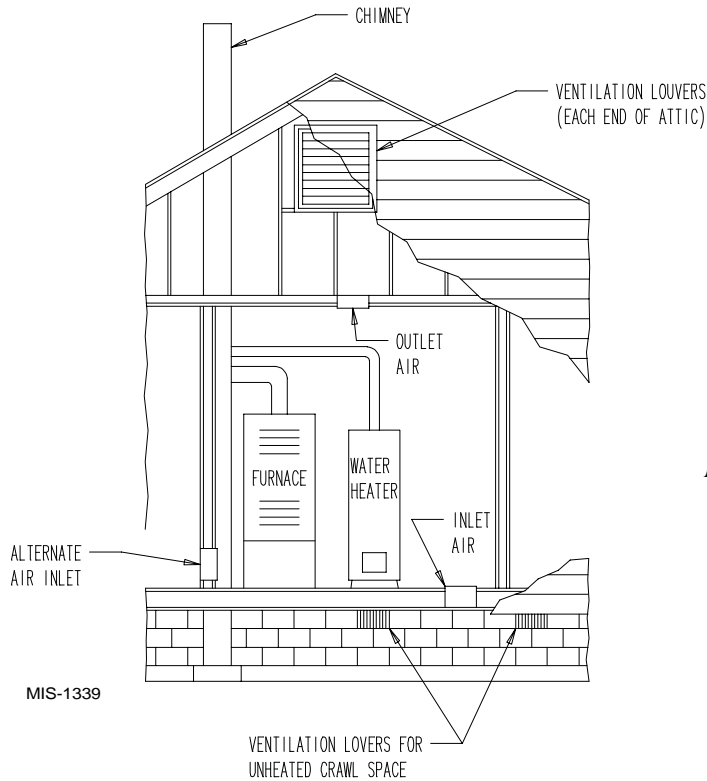 CHIMNEY
VENTILATION LOUVERS
(EACH END OF ATTIC)
OUTLET
AIR
FURNACE
WATER
HEATER
INLET
AIR
ALTERNATE
AIR INLET
MIS-1339
VENTILATION LOVERS FOR
UNHEATED CRAWL SPACE